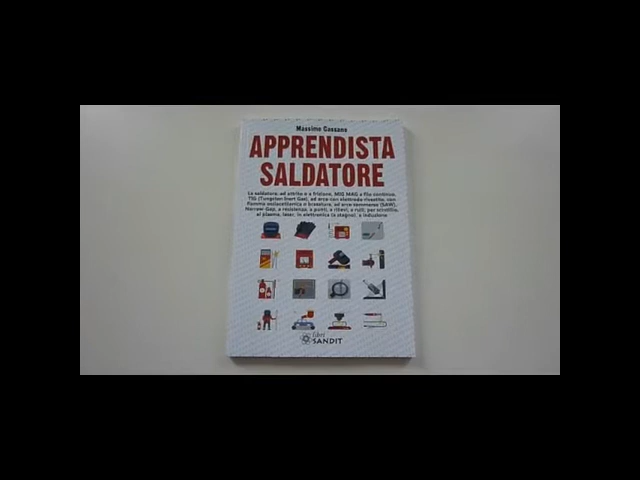 Massimo Cassano
APPRENDISTA
SALDATORE
La saldatura: ad attrito e a frizione, MIG MAG a filo continuo,
TIG (Tungsten Inert Gas), ad arco con elettrodo rivestito, con
fiamma ossiacetilenica o brasatura, ad arco sommerso (SAW),
Narrow Gap, a resistenza, a punti, a rilievi, a rulli, per scintillio,
al plasma, laser, in elettronica (a stagno), a induzione
libri
SANDIT